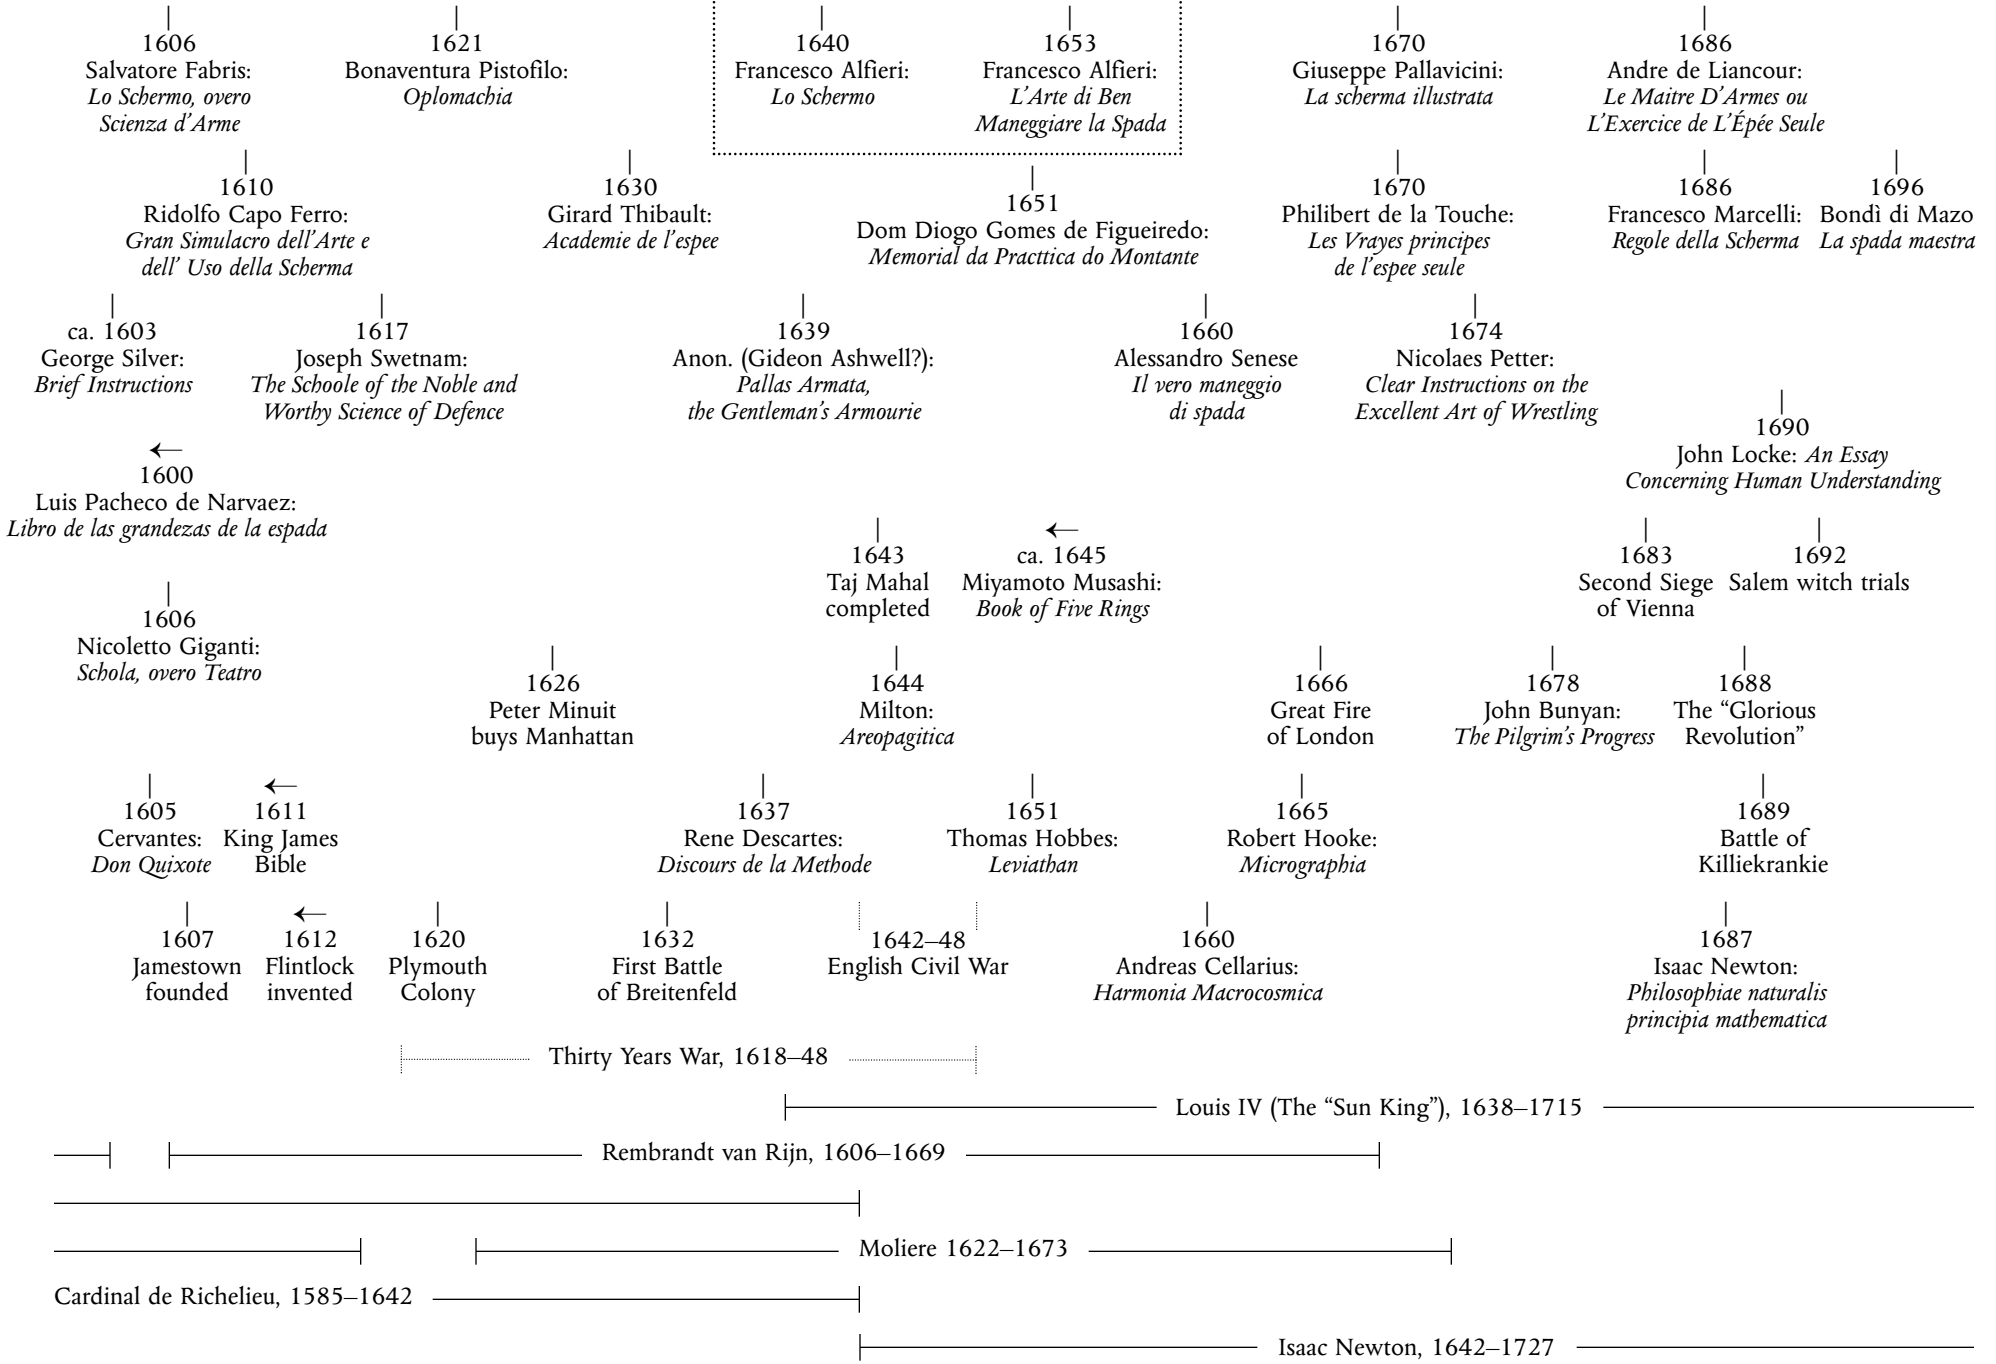 1606
Salvatore Fabris:
Lo Schermo, overo
Scienza d'Arme
1621
Bonaventura Pistofilo:
Oplomachia
1640
Francesco Alfieri:
Lo Schermo
1653
Francesco Alfieri:
L'Arte di Ben
Maneggiare la Spada
1670
Giuseppe Pallavicini:
La scherma illustrata
1686
Andre de Liancour:
Le Maitre D'Armes ou
L'Exercice de L'Épée Seule
1610
Ridolfo Capo Ferro:
Gran Simulacro dell'Arte e
dell' Uso della Scherma
1630
Girard Thibault:
Academie de l'espee
1651
Dom Diogo Gomes de Figueiredo:
Memorial da Practtica do Montante
1670
Philibert de la Touche:
Les Vrayes principes
de l'espee seule
1686
Francesco Marcelli:
Regole della Scherma
1696
Bondì di Mazo
La spada maestra
ca. 1603
George Silver:
Brief Instructions
1617
Joseph Swetnam:
The Schoole of the Noble and
Worthy Science of Defence
1639
Anon. (Gideon Ashwell?):
Pallas Armata,
the Gentleman's Armourie
1660
Alessandro Senese
Il vero maneggio
di spada
1674
Nicolaes Petter:
Clear Instructions on the
Excellent Art of Wrestling
1690
John Locke: An Essay
Concerning Human Understanding
←
1600
Luis Pacheco de Narvaez:
Libro de las grandezas de la espada
1643
Taj Mahal
completed
←
ca. 1645
Miyamoto Musashi:
Book of Five Rings
1683
Second Siege
of Vienna
1692
Salem witch trials
1606
Nicoletto Giganti:
Schola, overo Teatro
1626
Peter Minuit
buys Manhattan
1644
Milton:
Areopagitica
1666
Great Fire
of London
1678
John Bunyan:
The Pilgrim's Progress
1688
The “Glorious
Revolution”
1605
Cervantes:
Don Quixote
←
1611
King James
Bible
1637
Rene Descartes:
Discours de la Methode
1651
Thomas Hobbes:
Leviathan
1665
Robert Hooke:
Micrographia
1689
Battle of
Killiekrankie
1607
Jamestown
founded
←
1612
Flintlock
invented
1620
Plymouth
Colony
1632
First Battle
of Breitenfeld
1642–48
English Civil War
1660
Andreas Cellarius:
Harmonia Macrocosmica
1687
Isaac Newton:
Philosophiae naturalis
principia mathematica
Thirty Years War, 1618–48
Louis IV (The “Sun King”), 1638–1715
Rembrandt van Rijn, 1606–1669
Moliere 1622–1673
Cardinal de Richelieu, 1585–1642
Isaac Newton, 1642–1727